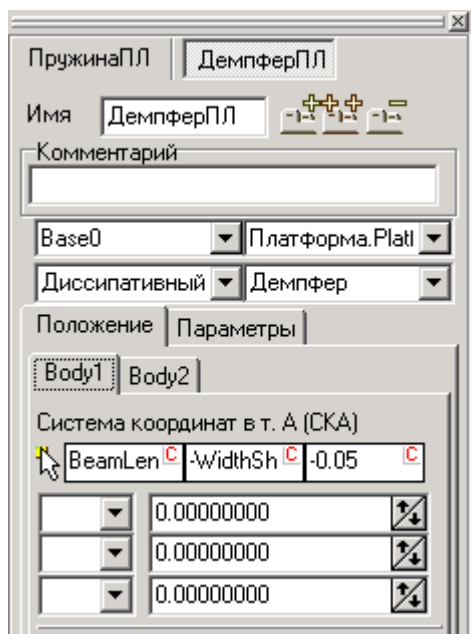 ПружинаПЛ ДемпферПЛ
Имя ДемпферПЛ
Комментарий
Base0 Платформа.Platl
Диссипативный Демпфер
Положение Параметры
Body1 Body2
Система координат в т. А (СКА)
BeamLen C -WidthSh C -0.05 C
0.00000000
0.00000000
0.00000000